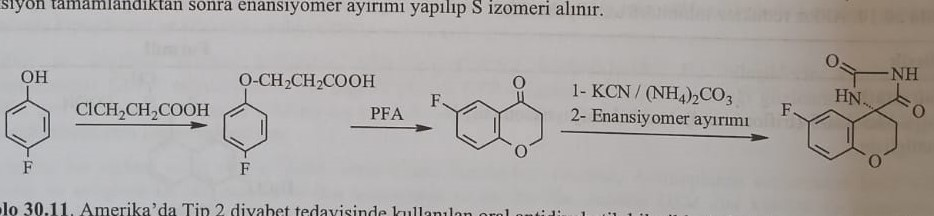 siyon tamamlandıktan sonra enansiyomer ayırımı yapılıp S izomeri alınır.
OH
F
ClCH₂CH₂COOH
O-CH₂CH₂COOH
F
PFA
F
O
O
1- KCN / (NH₄)₂CO₃
2- Enansiyomer ayırımı
O
NH
HN
O
F
O
lo 30.11. Amerika'da Tip 2 diyabet tedavisinde kullanılan oral